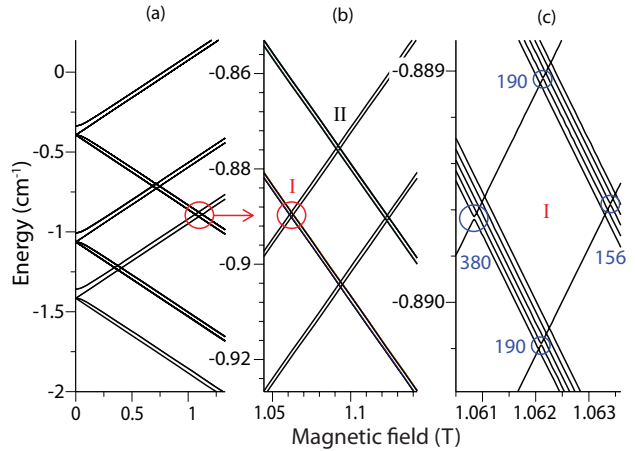 (a)
(b)
(c)
Energy (cm⁻¹)
0
-0.5
-1
-1.5
-2
0
0.5
1
-0.86
-0.88
-0.9
-0.92
1.05
1.1
I
II
-0.889
-0.890
1.061
1.062
1.063
190
I
380
156
190
Magnetic field (T)